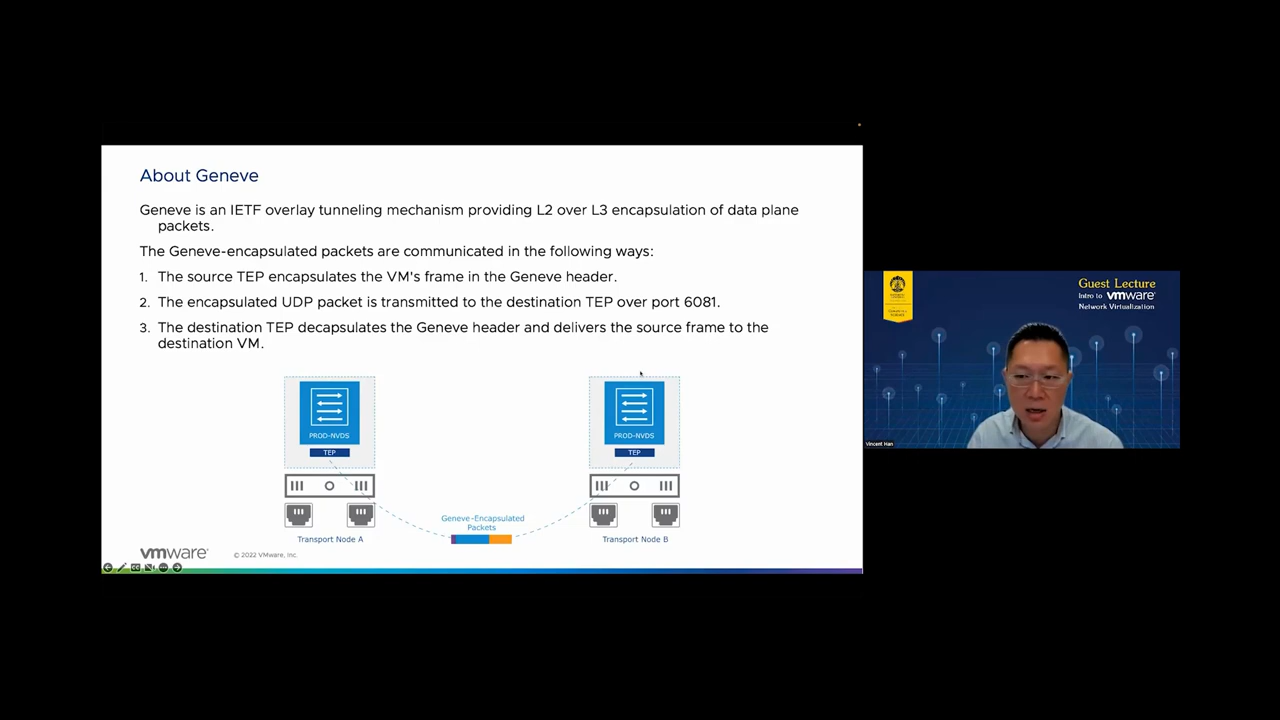 About Geneve
Geneve is an IETF overlay tunneling mechanism providing L2 over L3 encapsulation of data plane
packets.
The Geneve-encapsulated packets are communicated in the following ways:
1. The source TEP encapsulates the VM's frame in the Geneve header.
2. The encapsulated UDP packet is transmitted to the destination TEP over port 6081.
3. The destination TEP decapsulates the Geneve header and delivers the source frame to the
destination VM.
PROD-NVDS
TEP
PROD-NVDS
TEP
Geneve-Encapsulated
Packets
Transport Node A
Transport Node B
vmware
© 2022 VMware, Inc.
CC
Guest Lecture
Intro to vmware
Network Virtualization
Vincent Han